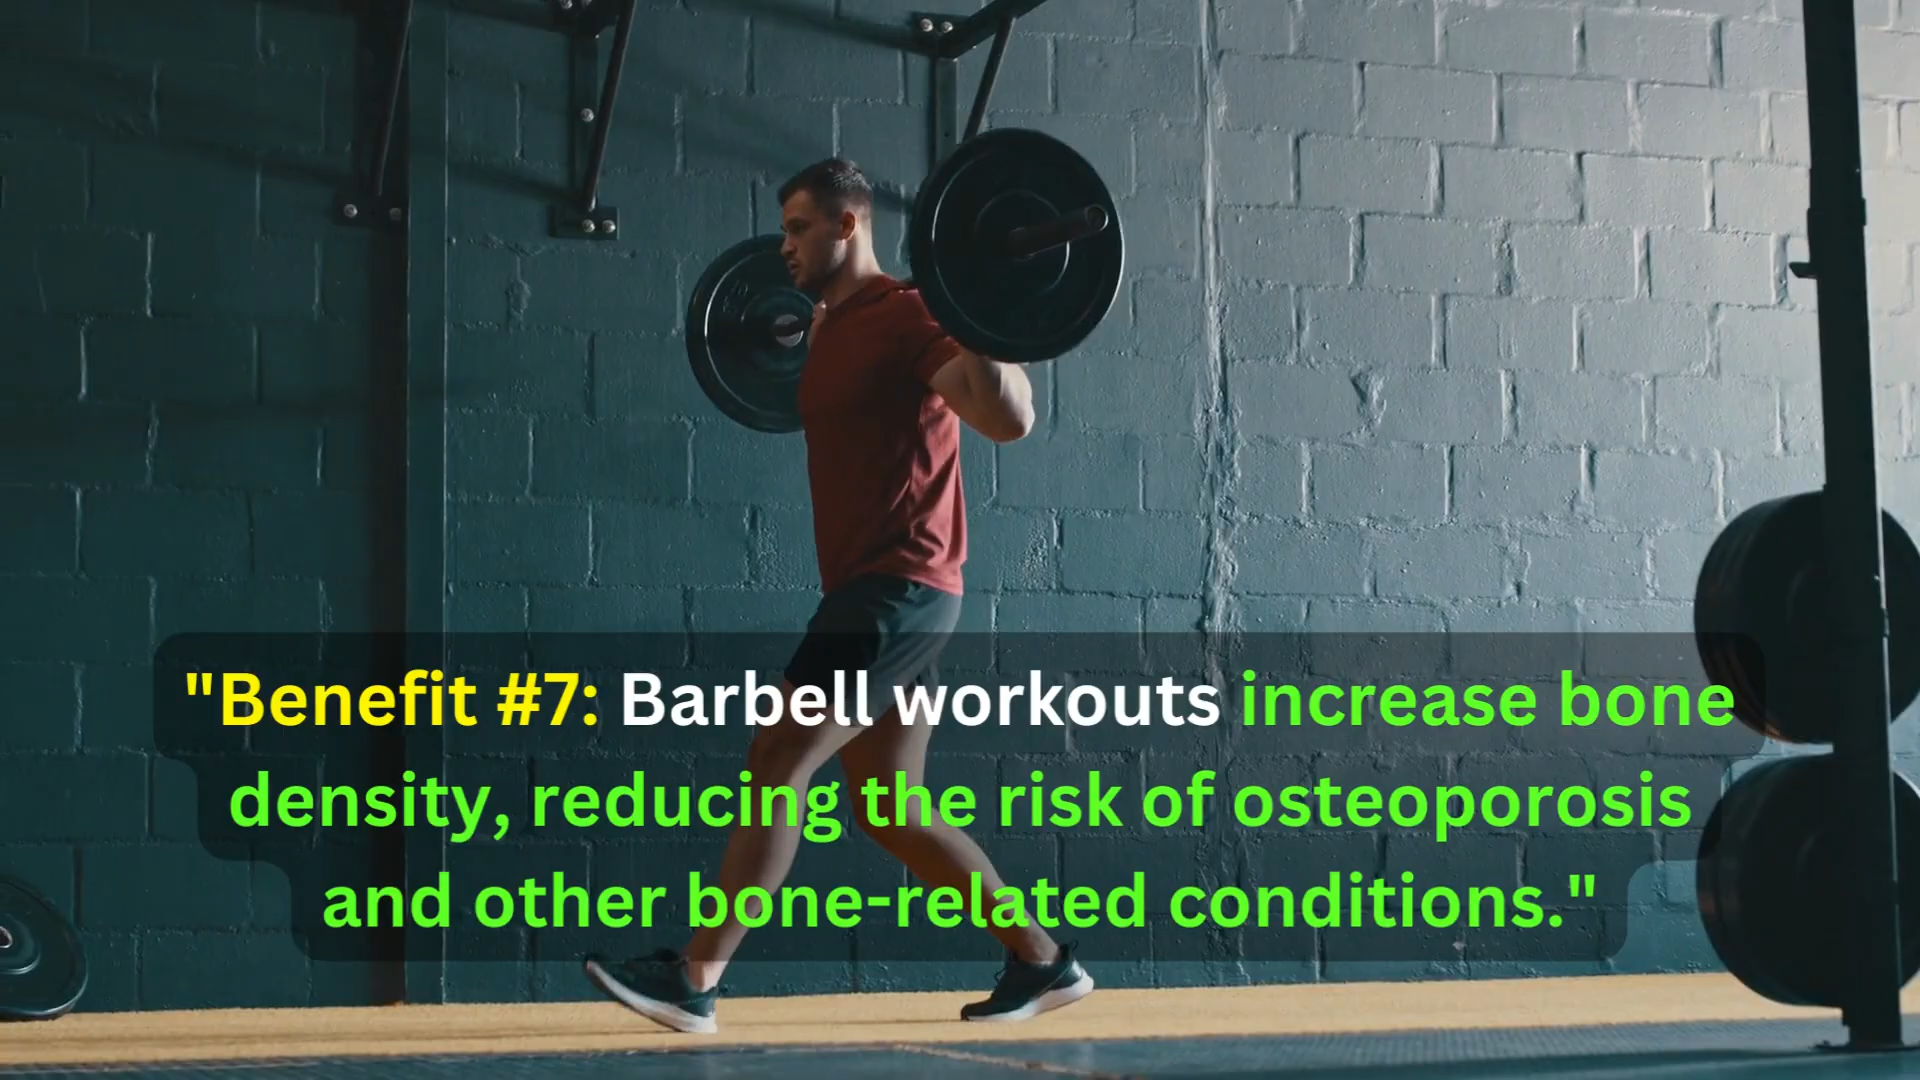 "Benefit #7: Barbell workouts increase bone
density, reducing the risk of osteoporosis
and other bone-related conditions."